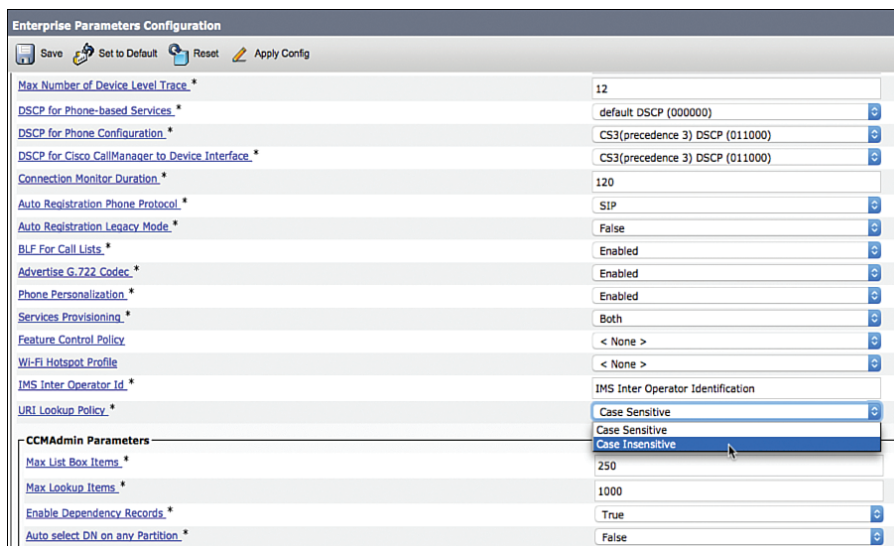 Enterprise Parameters Configuration
Save Set to Default Reset Apply Config
Max Number of Device Level Trace * 12
DSCP for Phone-based Services * default DSCP (000000)
DSCP for Phone Configuration * CS3(precedence 3) DSCP (011000)
DSCP for Cisco CallManager to Device Interface * CS3(precedence 3) DSCP (011000)
Connection Monitor Duration * 120
Auto Registration Phone Protocol * SIP
Auto Registration Legacy Mode * False
BLF For Call Lists * Enabled
Advertise G.722 Codec * Enabled
Phone Personalization * Enabled
Services Provisioning * Both
Feature Control Policy < None >
Wi-Fi Hotspot Profile < None >
IMS Inter Operator Id * IMS Inter Operator Identification
URI Lookup Policy * Case Sensitive
Case Sensitive
Case Insensitive
CCMAdmin Parameters
Max List Box Items * 250
Max Lookup Items * 1000
Enable Dependency Records * True
Auto select DN on any Partition * False